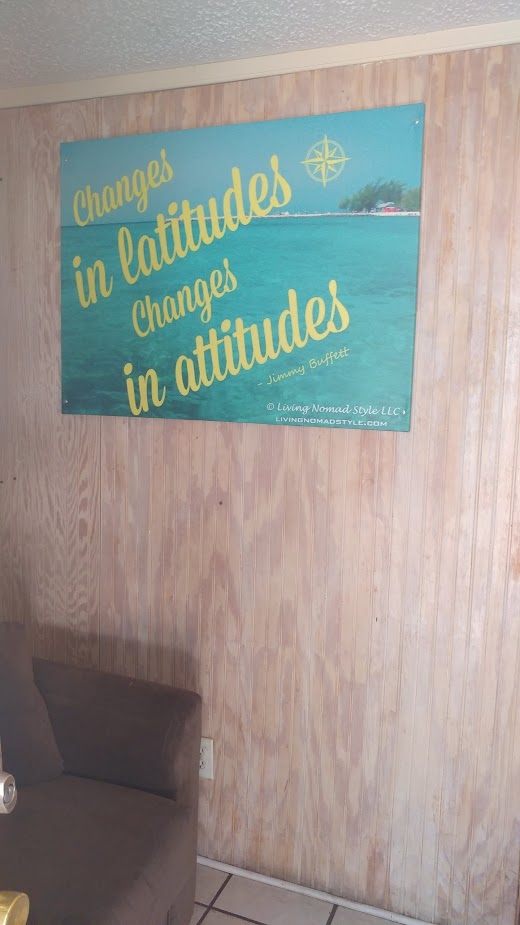 Changes
in latitudes
Changes
in attitudes
- Jimmy Buffett
© Living Nomad Style LLC
LIVINGNOMADSTYLE.COM